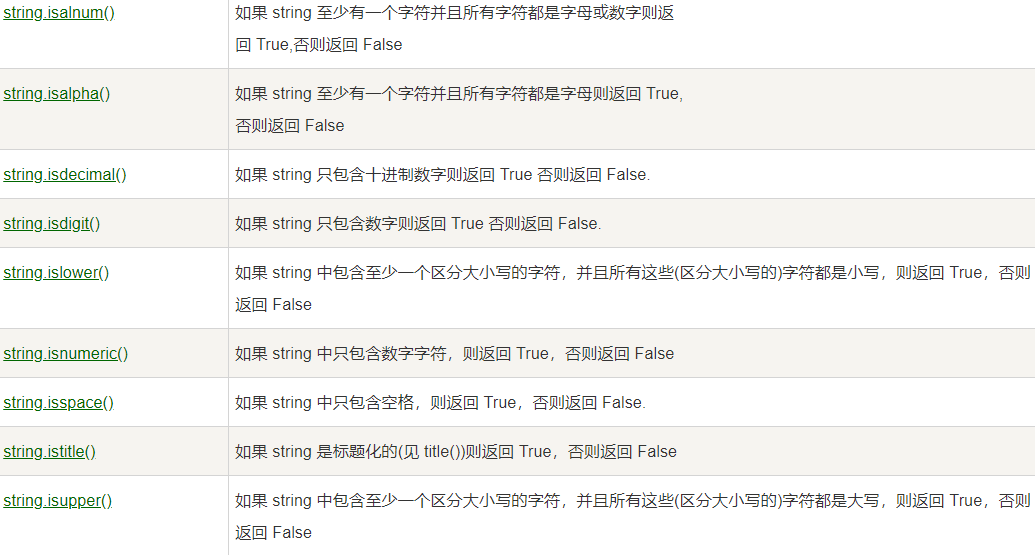 string.isalnum()
如果 string 至少有一个字符并且所有字符都是字母或数字则返
回 True,否则返回 False
string.isalpha()
如果 string 至少有一个字符并且所有字符都是字母则返回 True,
否则返回 False
string.isdecimal()
如果 string 只包含十进制数字则返回 True 否则返回 False.
string.isdigit()
如果 string 只包含数字则返回 True 否则返回 False.
string.islower()
如果 string 中包含至少一个区分大小写的字符，并且所有这些(区分大小写的)字符都是小写，则返回 True，否则
返回 False
string.isnumeric()
如果 string 中只包含数字字符，则返回 True，否则返回 False
string.isspace()
如果 string 中只包含空格，则返回 True，否则返回 False.
string.istitle()
如果 string 是标题化的(见 title())则返回 True，否则返回 False
string.isupper()
如果 string 中包含至少一个区分大小写的字符，并且所有这些(区分大小写的)字符都是大写，则返回 True，否则
返回 False